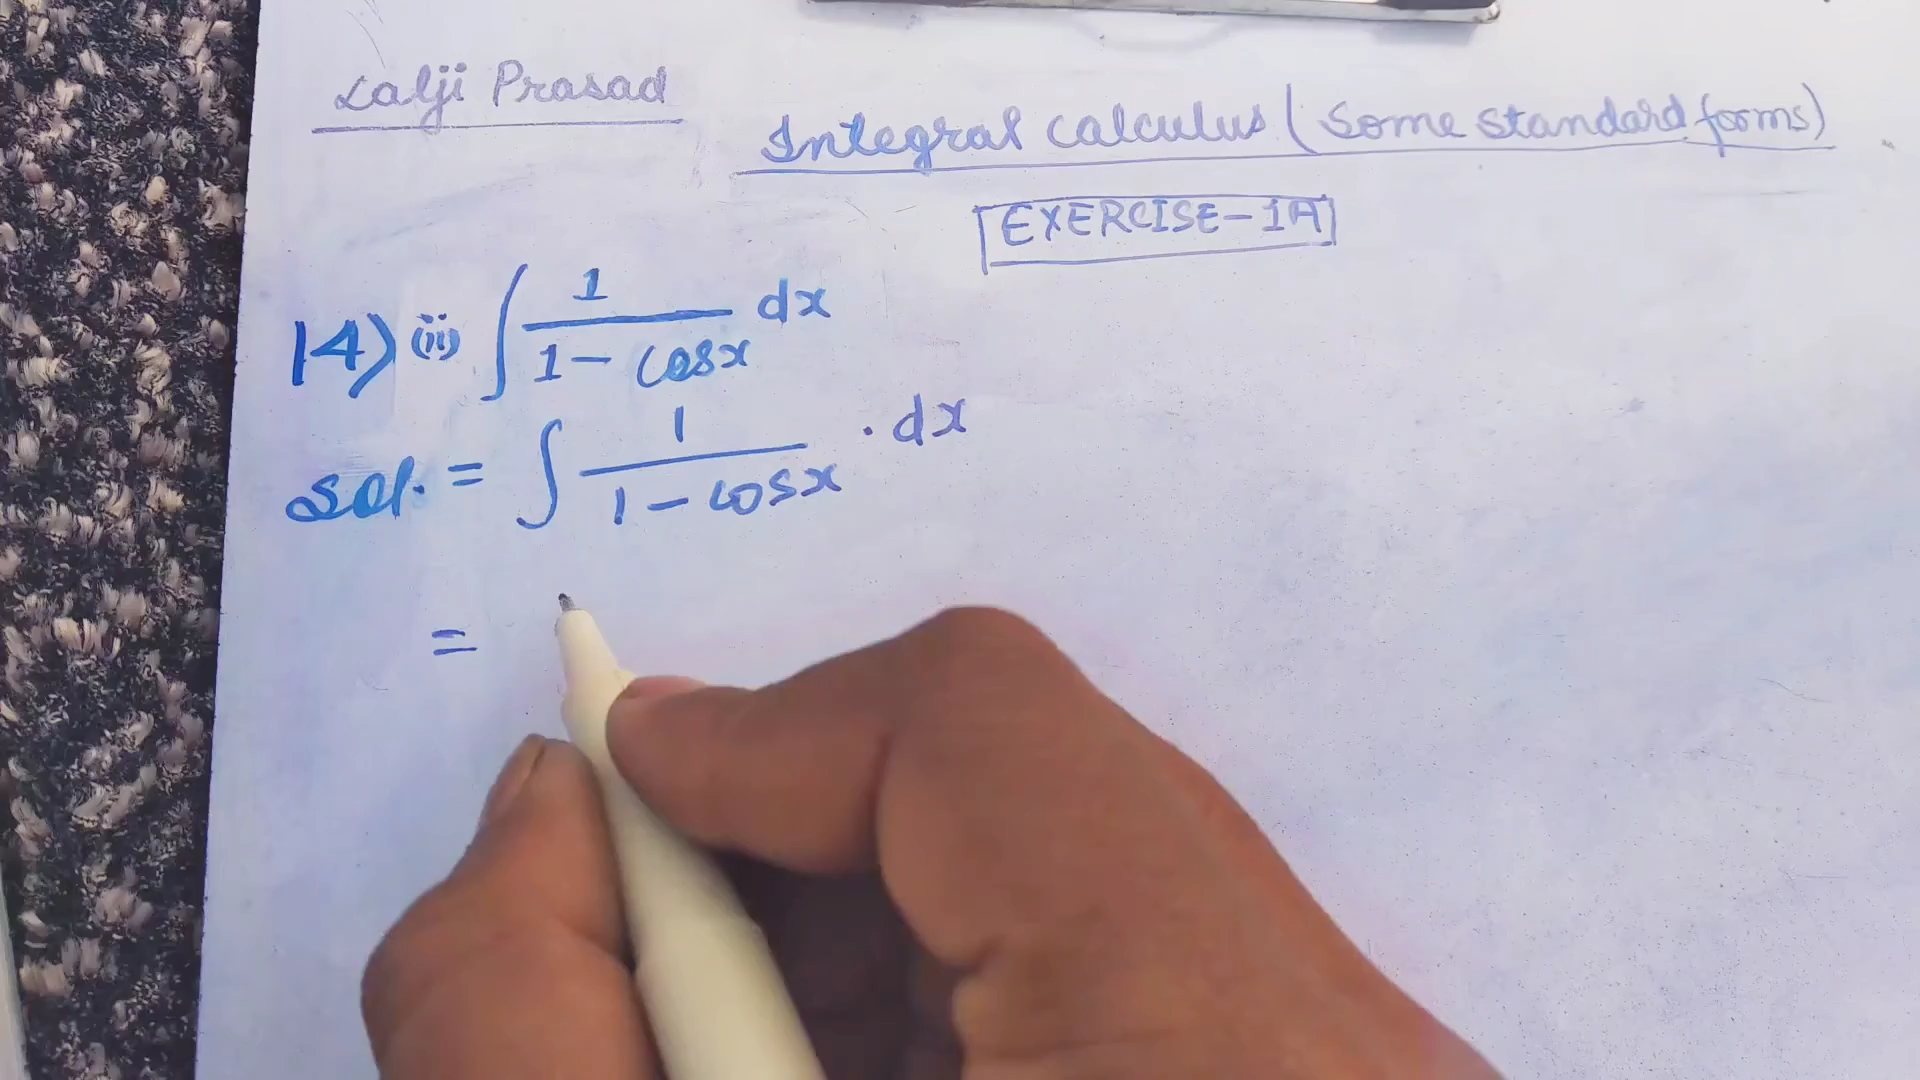 Lalji Prasad
Integral Calculus (Some standard forms)
EXERCISE-1A
14) (ii) ∫ 1/(1 - cosx) dx
Sol. = ∫ 1/(1 - cosx) . dx
=